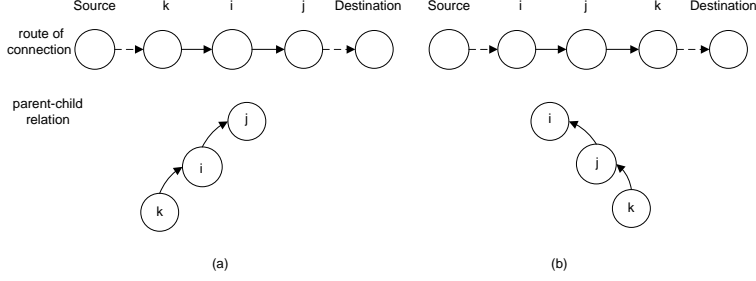 Source k i j Destination Source i j k Destination
route of
connection
parent-child
relation
j
i
i
j
k
k
(a) (b)